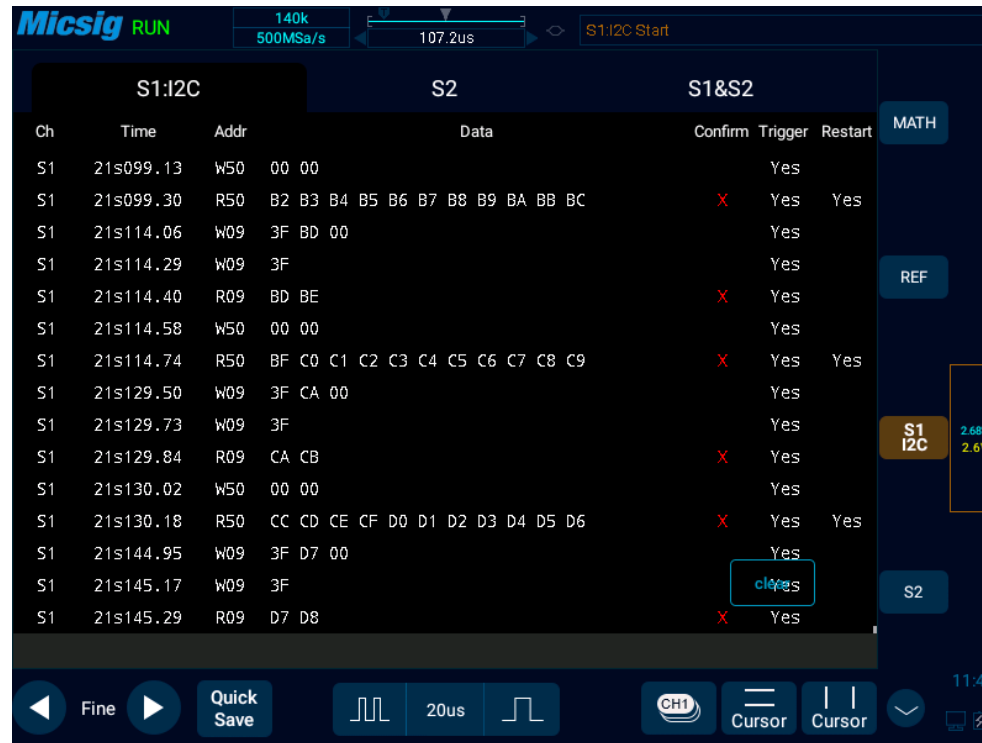 Micsig RUN 140k 500MSa/s 107.2us S1:I2C Start
S1:I2C S2 S1&S2
Ch Time Addr Data Confirm Trigger Restart
S1 21s099.13 W50 00 00 Yes
S1 21s099.30 R50 B2 B3 B4 B5 B6 B7 B8 B9 BA BB BC X Yes Yes
S1 21s114.06 W09 3F BD 00 Yes
S1 21s114.29 W09 3F Yes
S1 21s114.40 R09 BD BE X Yes
S1 21s114.58 W50 00 00 Yes
S1 21s114.74 R50 BF C0 C1 C2 C3 C4 C5 C6 C7 C8 C9 X Yes Yes
S1 21s129.50 W09 3F CA 00 Yes
S1 21s129.73 W09 3F Yes
S1 21s129.84 R09 CA CB X Yes
S1 21s130.02 W50 00 00 Yes
S1 21s130.18 R50 CC CD CE CF D0 D1 D2 D3 D4 D5 D6 X Yes Yes
S1 21s144.95 W09 3F D7 00 Yes
S1 21s145.17 W09 3F Yes
clear
S1 21s145.29 R09 D7 D8 X Yes
MATH
REF
S1
I2C
2.68
2.6
S2
Fine
Quick
Save
20us
CH1
Cursor
Cursor
11:4